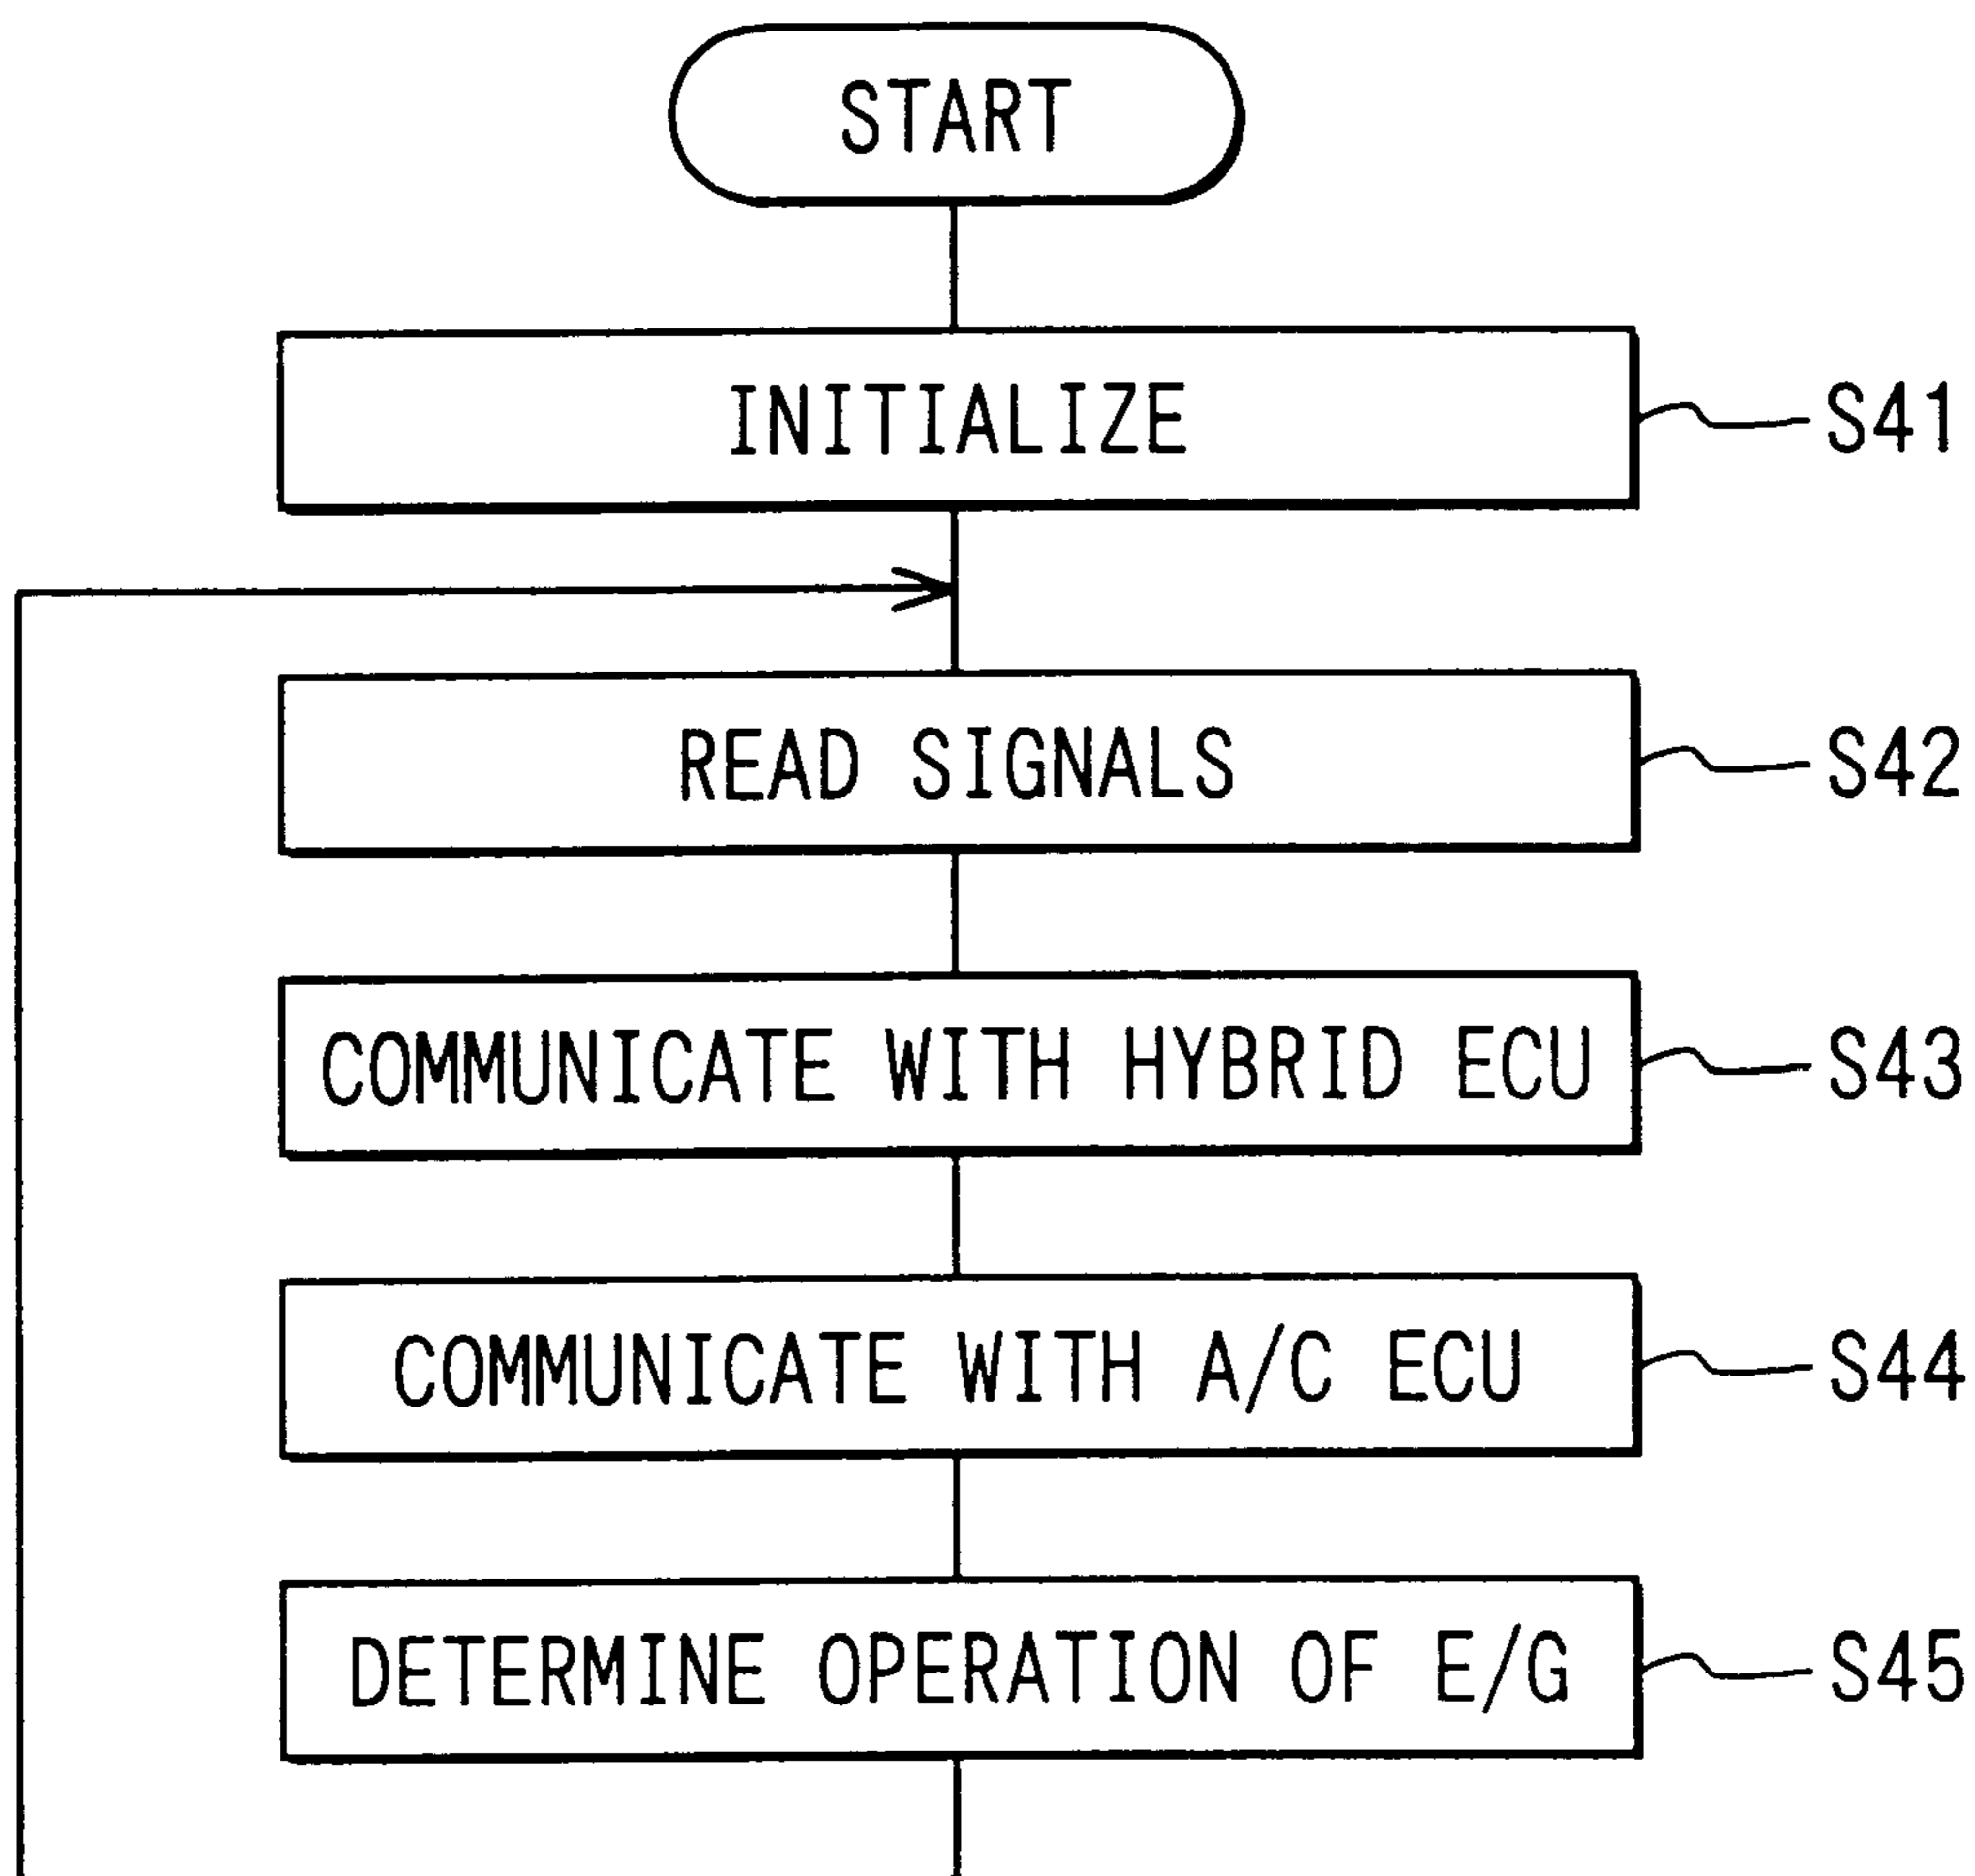 START
INITIALIZE
S41
READ SIGNALS
S42
COMMUNICATE WITH HYBRID ECU
S43
COMMUNICATE WITH A/C ECU
S44
DETERMINE OPERATION OF E/G
S45